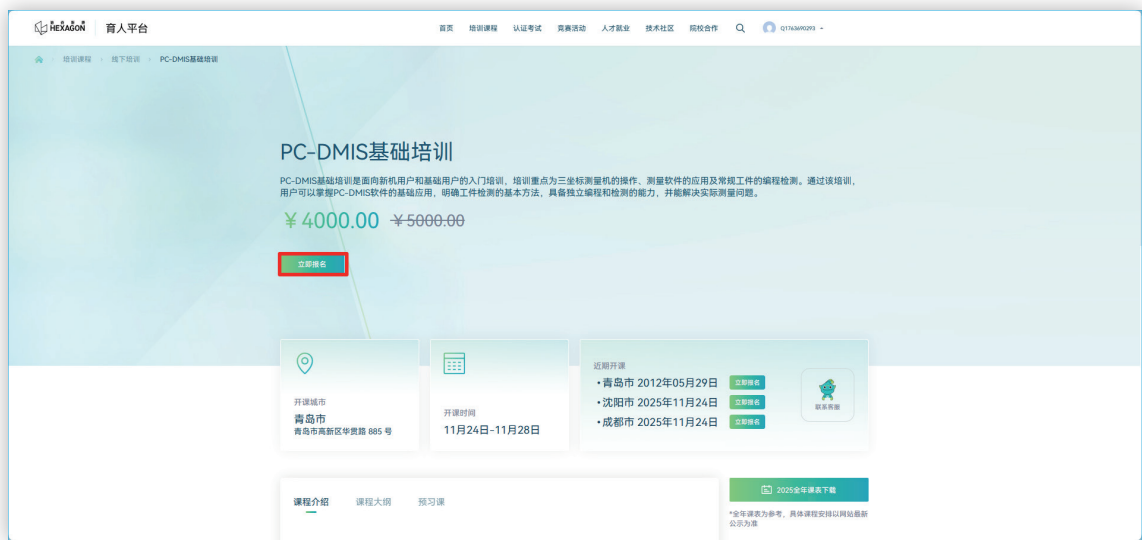 HEXAGON 育人平台
首页 培训课程 认证考试 竞赛活动 人才就业 技术社区 院校合作 Q1763690293
培训课程 > 线下培训 > PC-DMIS基础培训
PC-DMIS基础培训
PC-DMIS基础培训是面向新机用户和基础用户的入门培训，培训重点为三坐标测量机的操作、测量软件的应用及常规工件的编程检测。通过该培训，
用户可以掌握PC-DMIS软件的基础应用，明确工件检测的基本方法，具备独立编程和检测的能力，并能解决实际测量问题。
￥4000.00 ￥5000.00
立即报名
开课城市
青岛市
青岛市高新区华贯路 885 号
开课时间
11月24日-11月28日
近期开课
•青岛市 2012年05月29日 立即报名
•沈阳市 2025年11月24日 立即报名
•成都市 2025年11月24日 立即报名
联系客服
课程介绍 课程大纲 预习课
2025全年课表下载
*全年课表为参考，具体课程安排以网站最新
公示为准